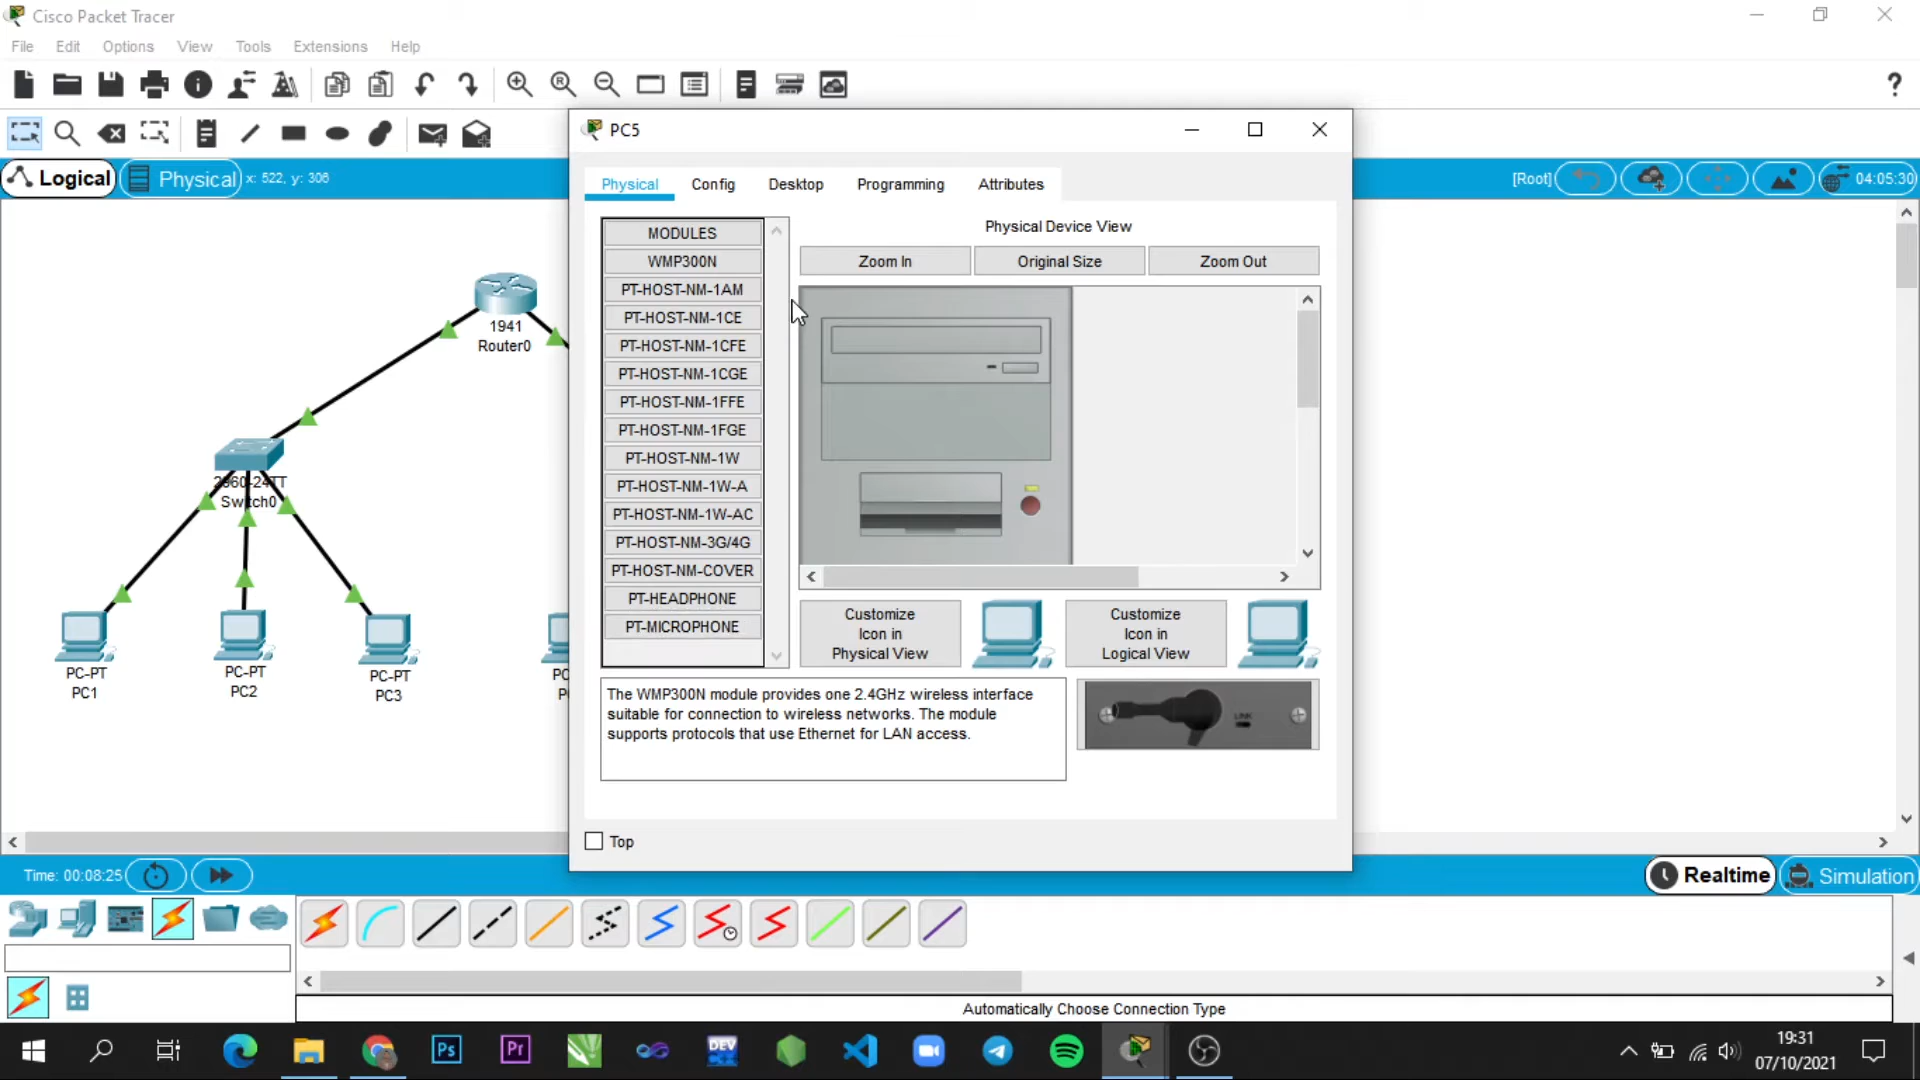 Cisco Packet Tracer
File Edit Options View Tools Extensions Help
?
PC5
Logical
Physical
x: 522, y: 306
[Root]
04:05:30
Physical Config Desktop Programming Attributes
MODULES
WMP300N
PT-HOST-NM-1AM
PT-HOST-NM-1CE
PT-HOST-NM-1CFE
PT-HOST-NM-1CGE
PT-HOST-NM-1FFE
PT-HOST-NM-1FGE
PT-HOST-NM-1W
PT-HOST-NM-1W-A
PT-HOST-NM-1W-AC
PT-HOST-NM-3G/4G
PT-HOST-NM-COVER
PT-HEADPHONE
PT-MICROPHONE
Physical Device View
Zoom In
Original Size
Zoom Out
Customize
Icon in
Physical View
Customize
Icon in
Logical View
The WMP300N module provides one 2.4GHz wireless interface
suitable for connection to wireless networks. The module
supports protocols that use Ethernet for LAN access.
LINK
Top
1941
Router0
2960-24TT
Switch0
PC-PT
PC1
PC-PT
PC2
PC-PT
PC3
Time: 00:08:25
Realtime
Simulation
Automatically Choose Connection Type
Ps
Pr
DEV
19:31
07/10/2021